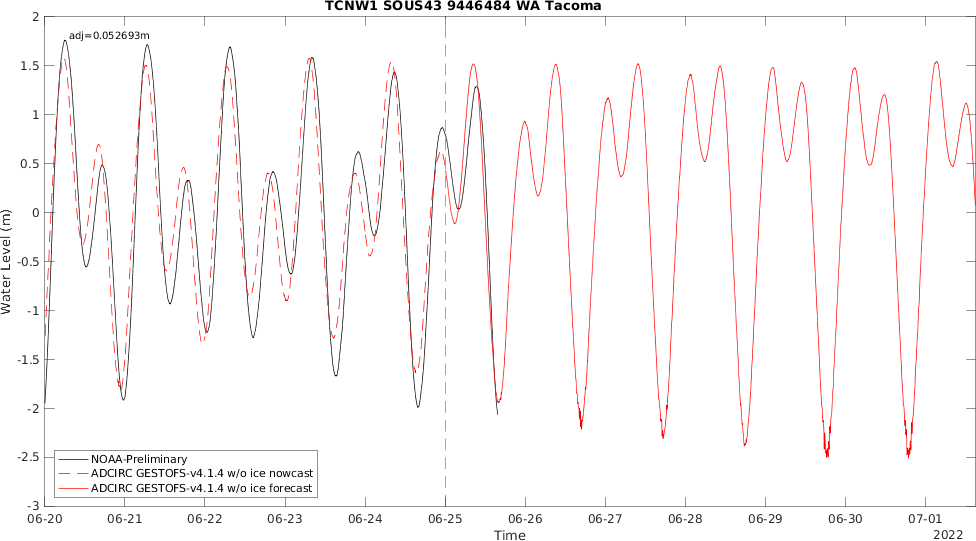 TCNW1 SOUS43 9446484 WA Tacoma
adj=0.052693m
2
1.5
1
0.5
0
-0.5
-1
-1.5
-2
-2.5
-3
Water Level (m)
NOAA-Preliminary
ADCIRC GESTOFS-v4.1.4 w/o ice nowcast
ADCIRC GESTOFS-v4.1.4 w/o ice forecast
06-20 06-21 06-22 06-23 06-24 06-25 06-26 06-27 06-28 06-29 06-30 07-01
Time
2022